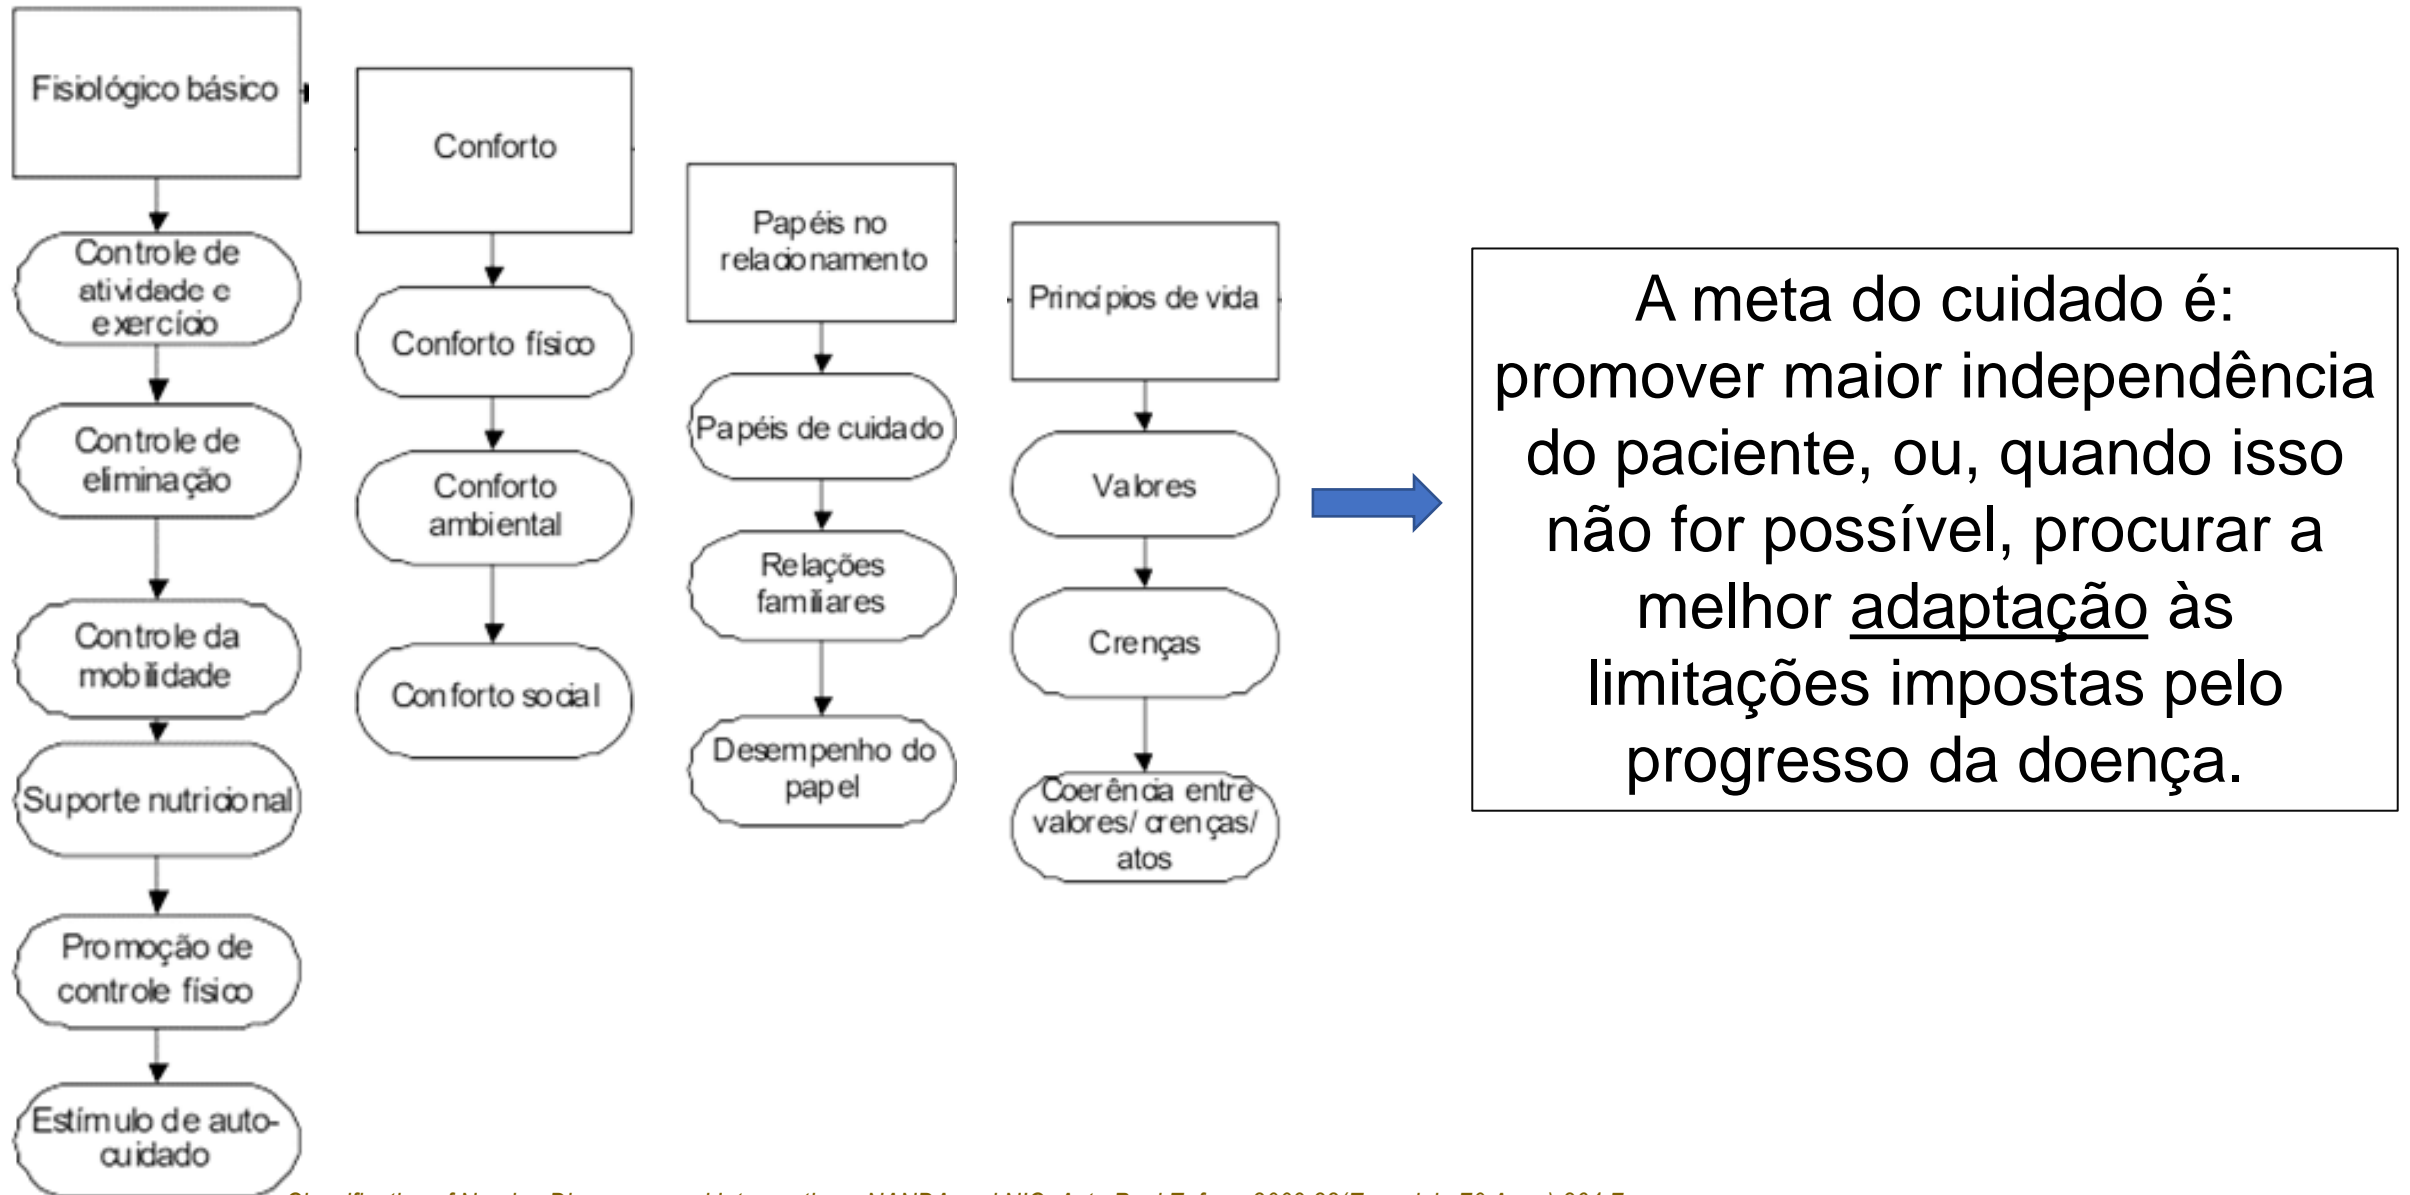 Fisiológico básico
Controle de
atividade e
exercício
Controle de
eliminação
Controle da
mobilidade
Suporte nutricional
Promoção de
controle físico
Estímulo de auto-
cuidado
Conforto
Conforto físico
Conforto
ambiental
Conforto social
Papéis no
relacionamento
Papéis de cuidado
Relações
familiares
Desempenho do
papel
Princípios de vida
Valores
Crenças
Coerência entre
valores/ crenças/
atos
A meta do cuidado é:
promover maior independência
do paciente, ou, quando isso
não for possível, procurar a
melhor adaptação às
limitações impostas pelo
progresso da doença.